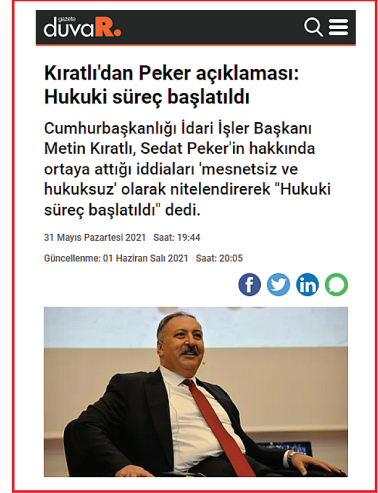 gazete
duvaR.
Kıratlı'dan Peker açıklaması:
Hukuki süreç başlatıldı
Cumhurbaşkanlığı İdari İşler Başkanı
Metin Kıratlı, Sedat Peker'in hakkında
ortaya attığı iddiaları 'mesnetsiz ve
hukuksuz' olarak nitelendirerek "Hukuki
süreç başlatıldı" dedi.
31 Mayıs Pazartesi 2021 Saat: 19:44
Güncellenme: 01 Haziran Salı 2021 Saat: 20:05